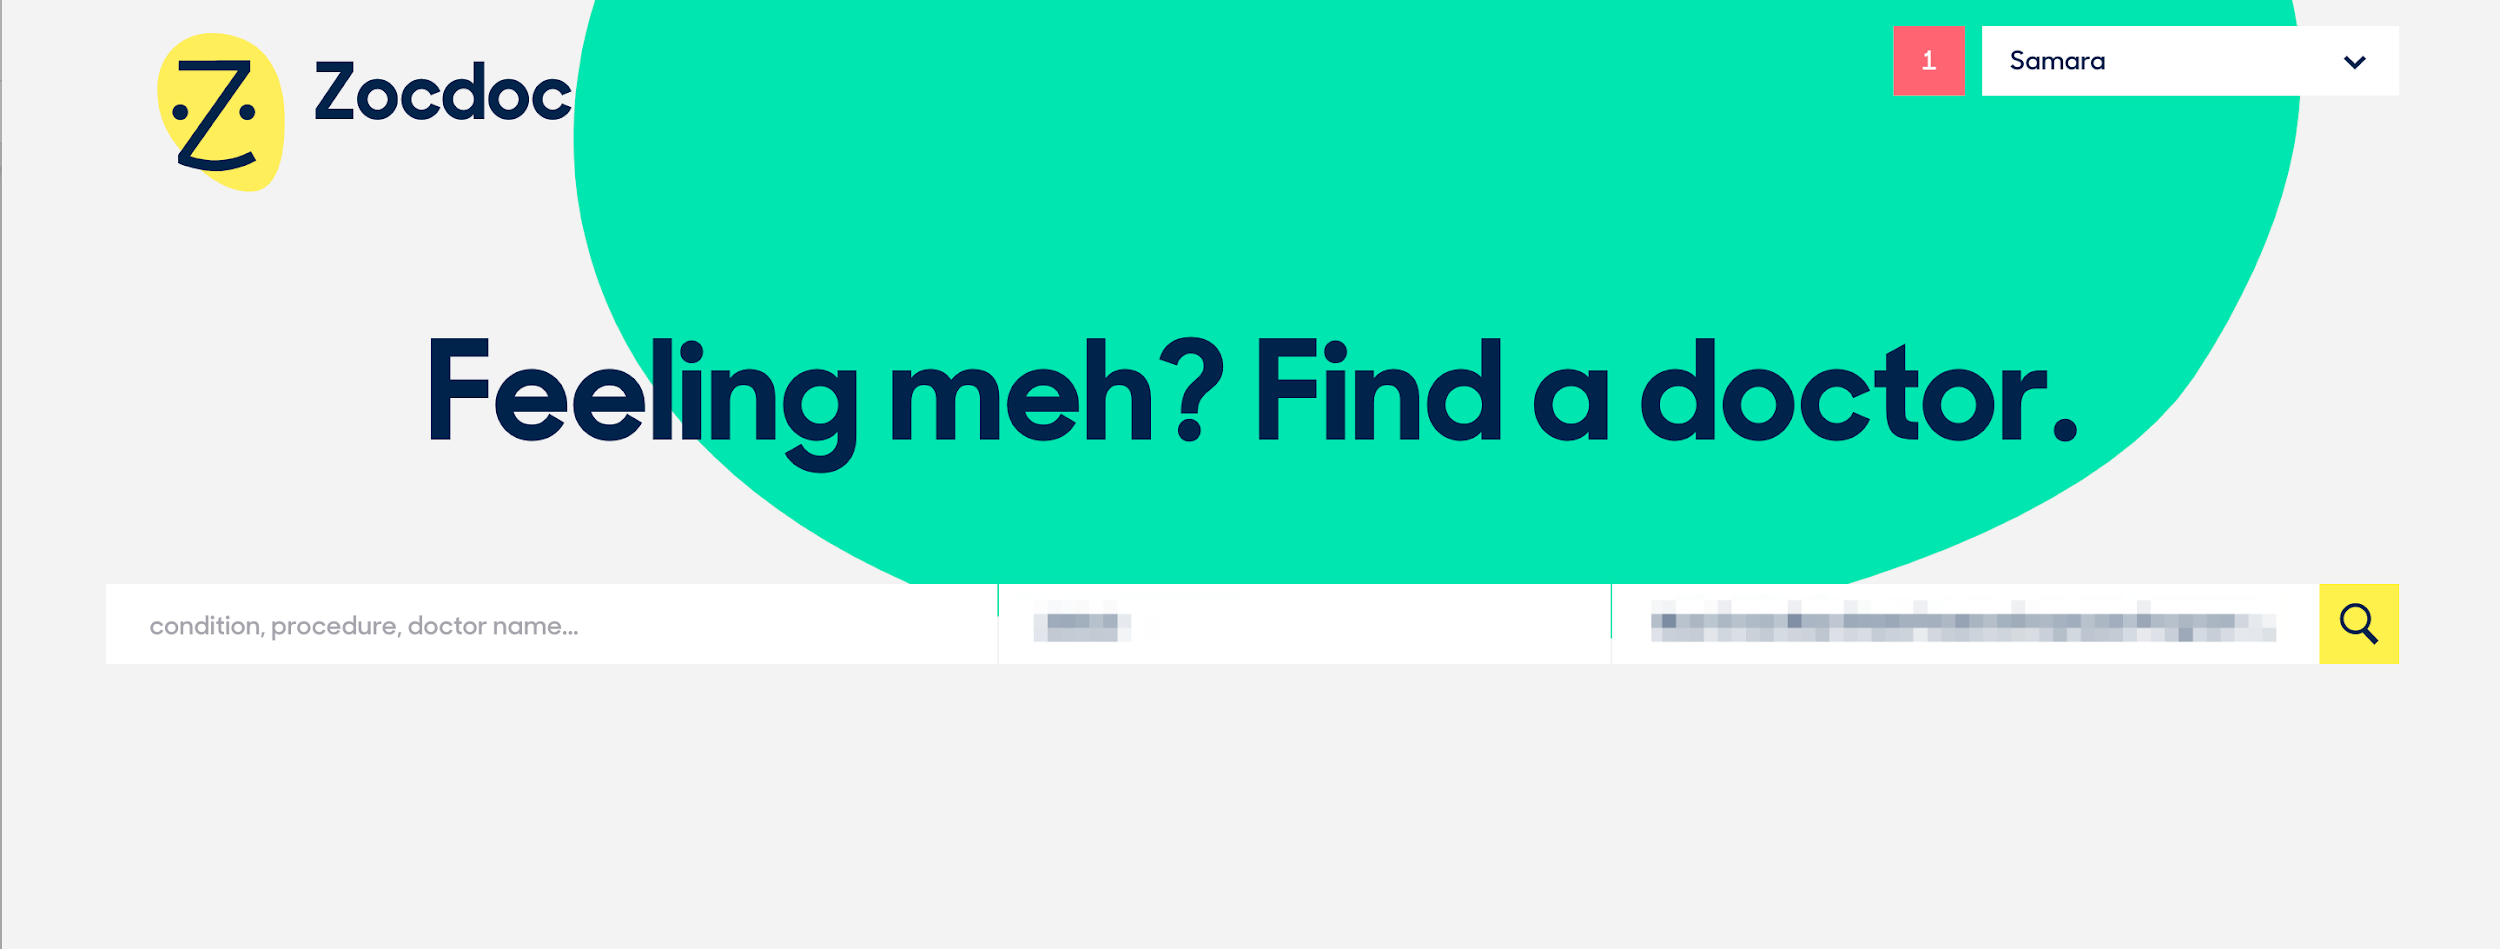 Zocdoc
1
Samara
Feeling meh? Find a doctor.
condition, procedure, doctor name...